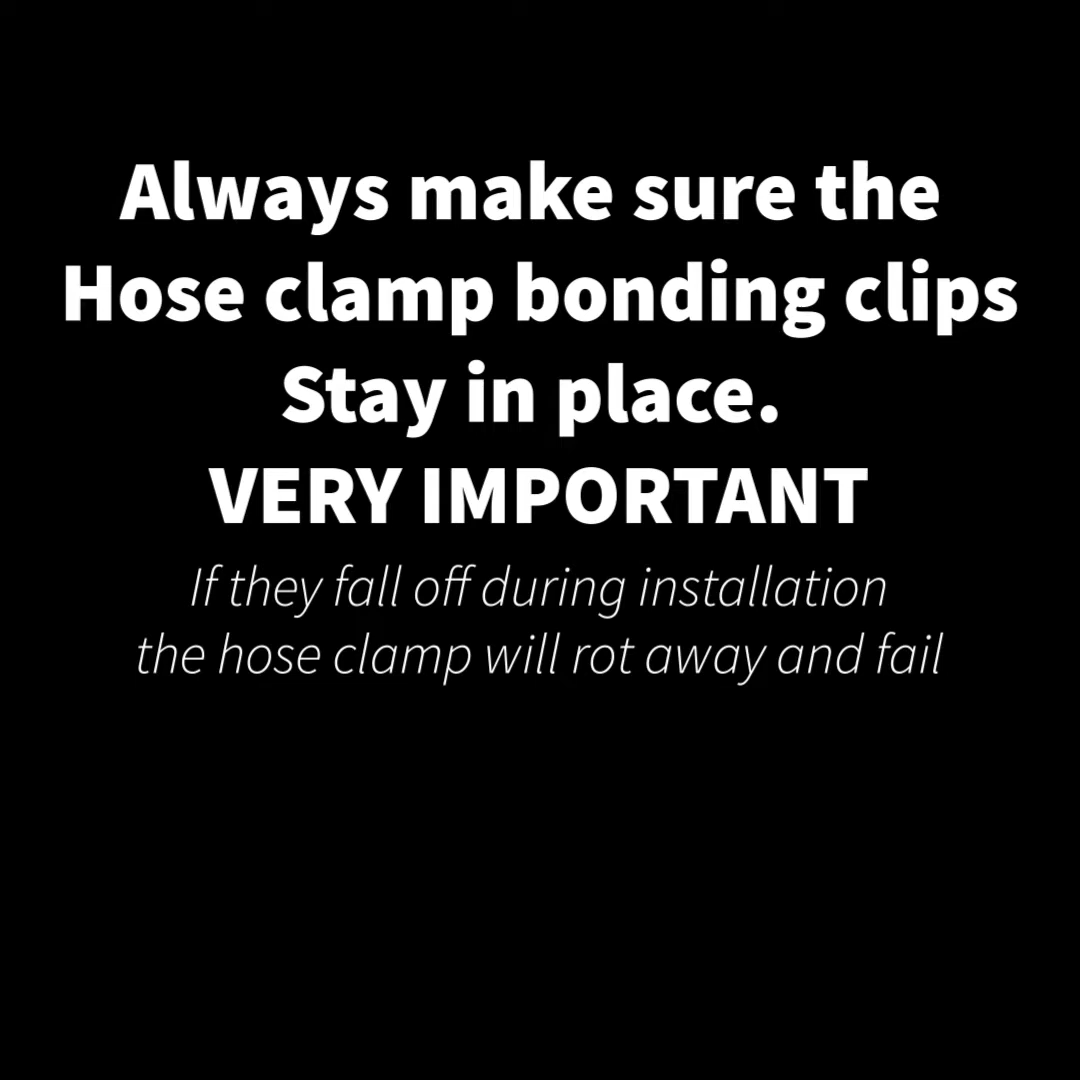 Always make sure the
Hose clamp bonding clips
Stay in place.
VERY IMPORTANT
If they fall off during installation
the hose clamp will rot away and fail